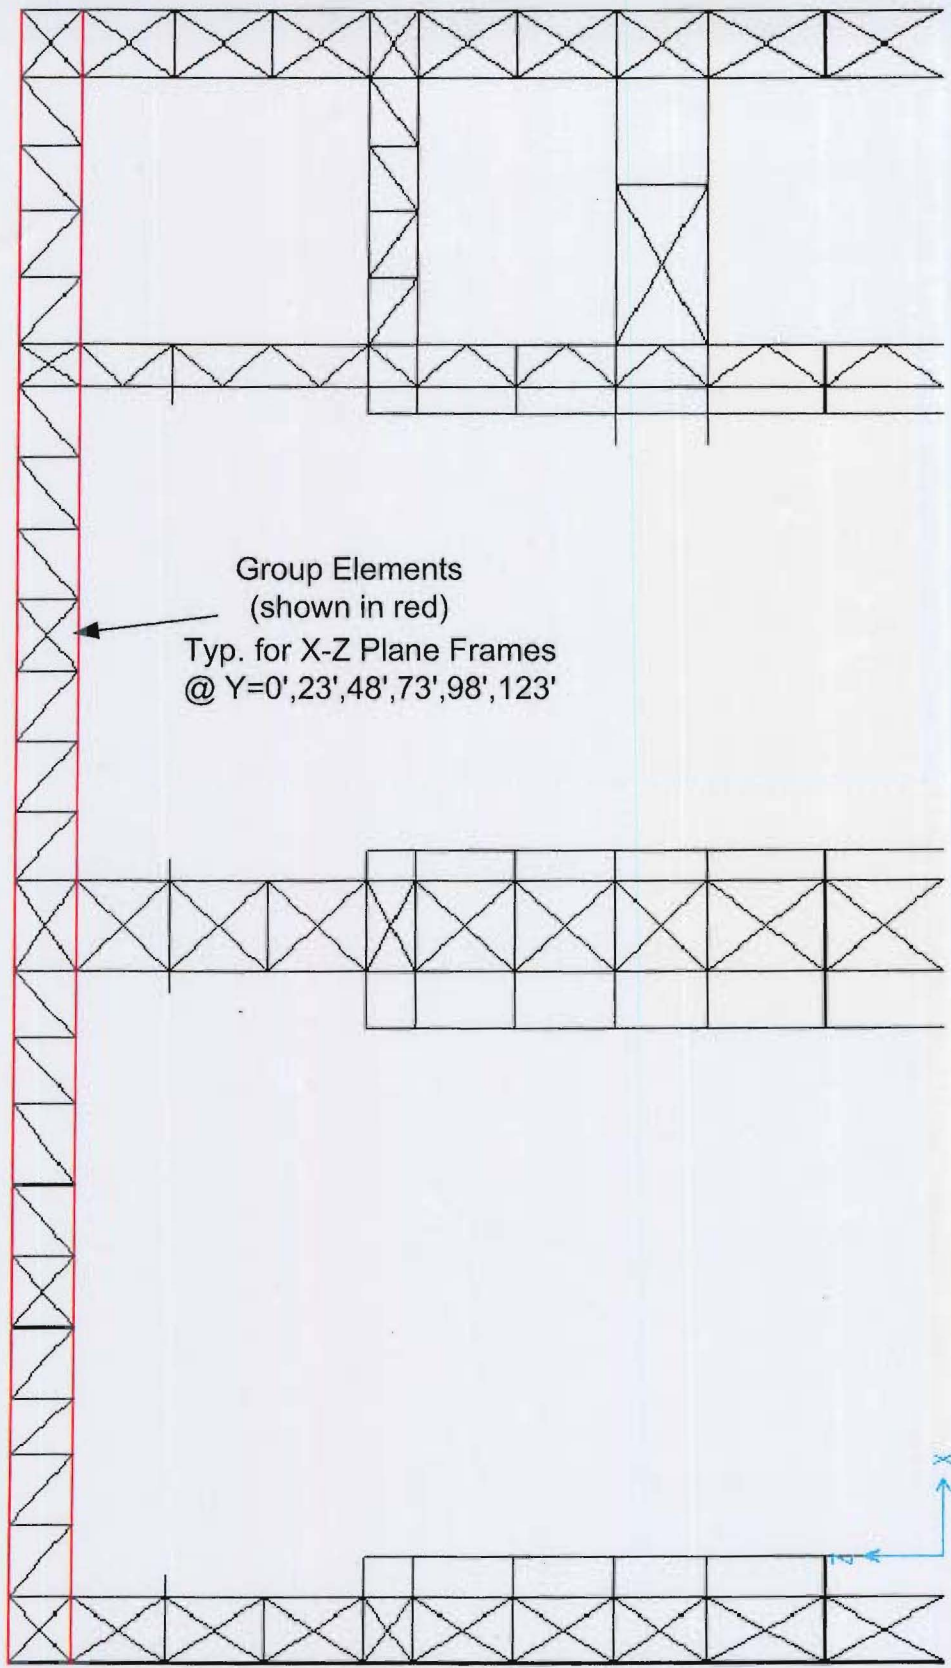 Group Elements
(shown in red)
Typ. for X-Z Plane Frames
@ Y=0',23',48',73',98',123'
X
Z